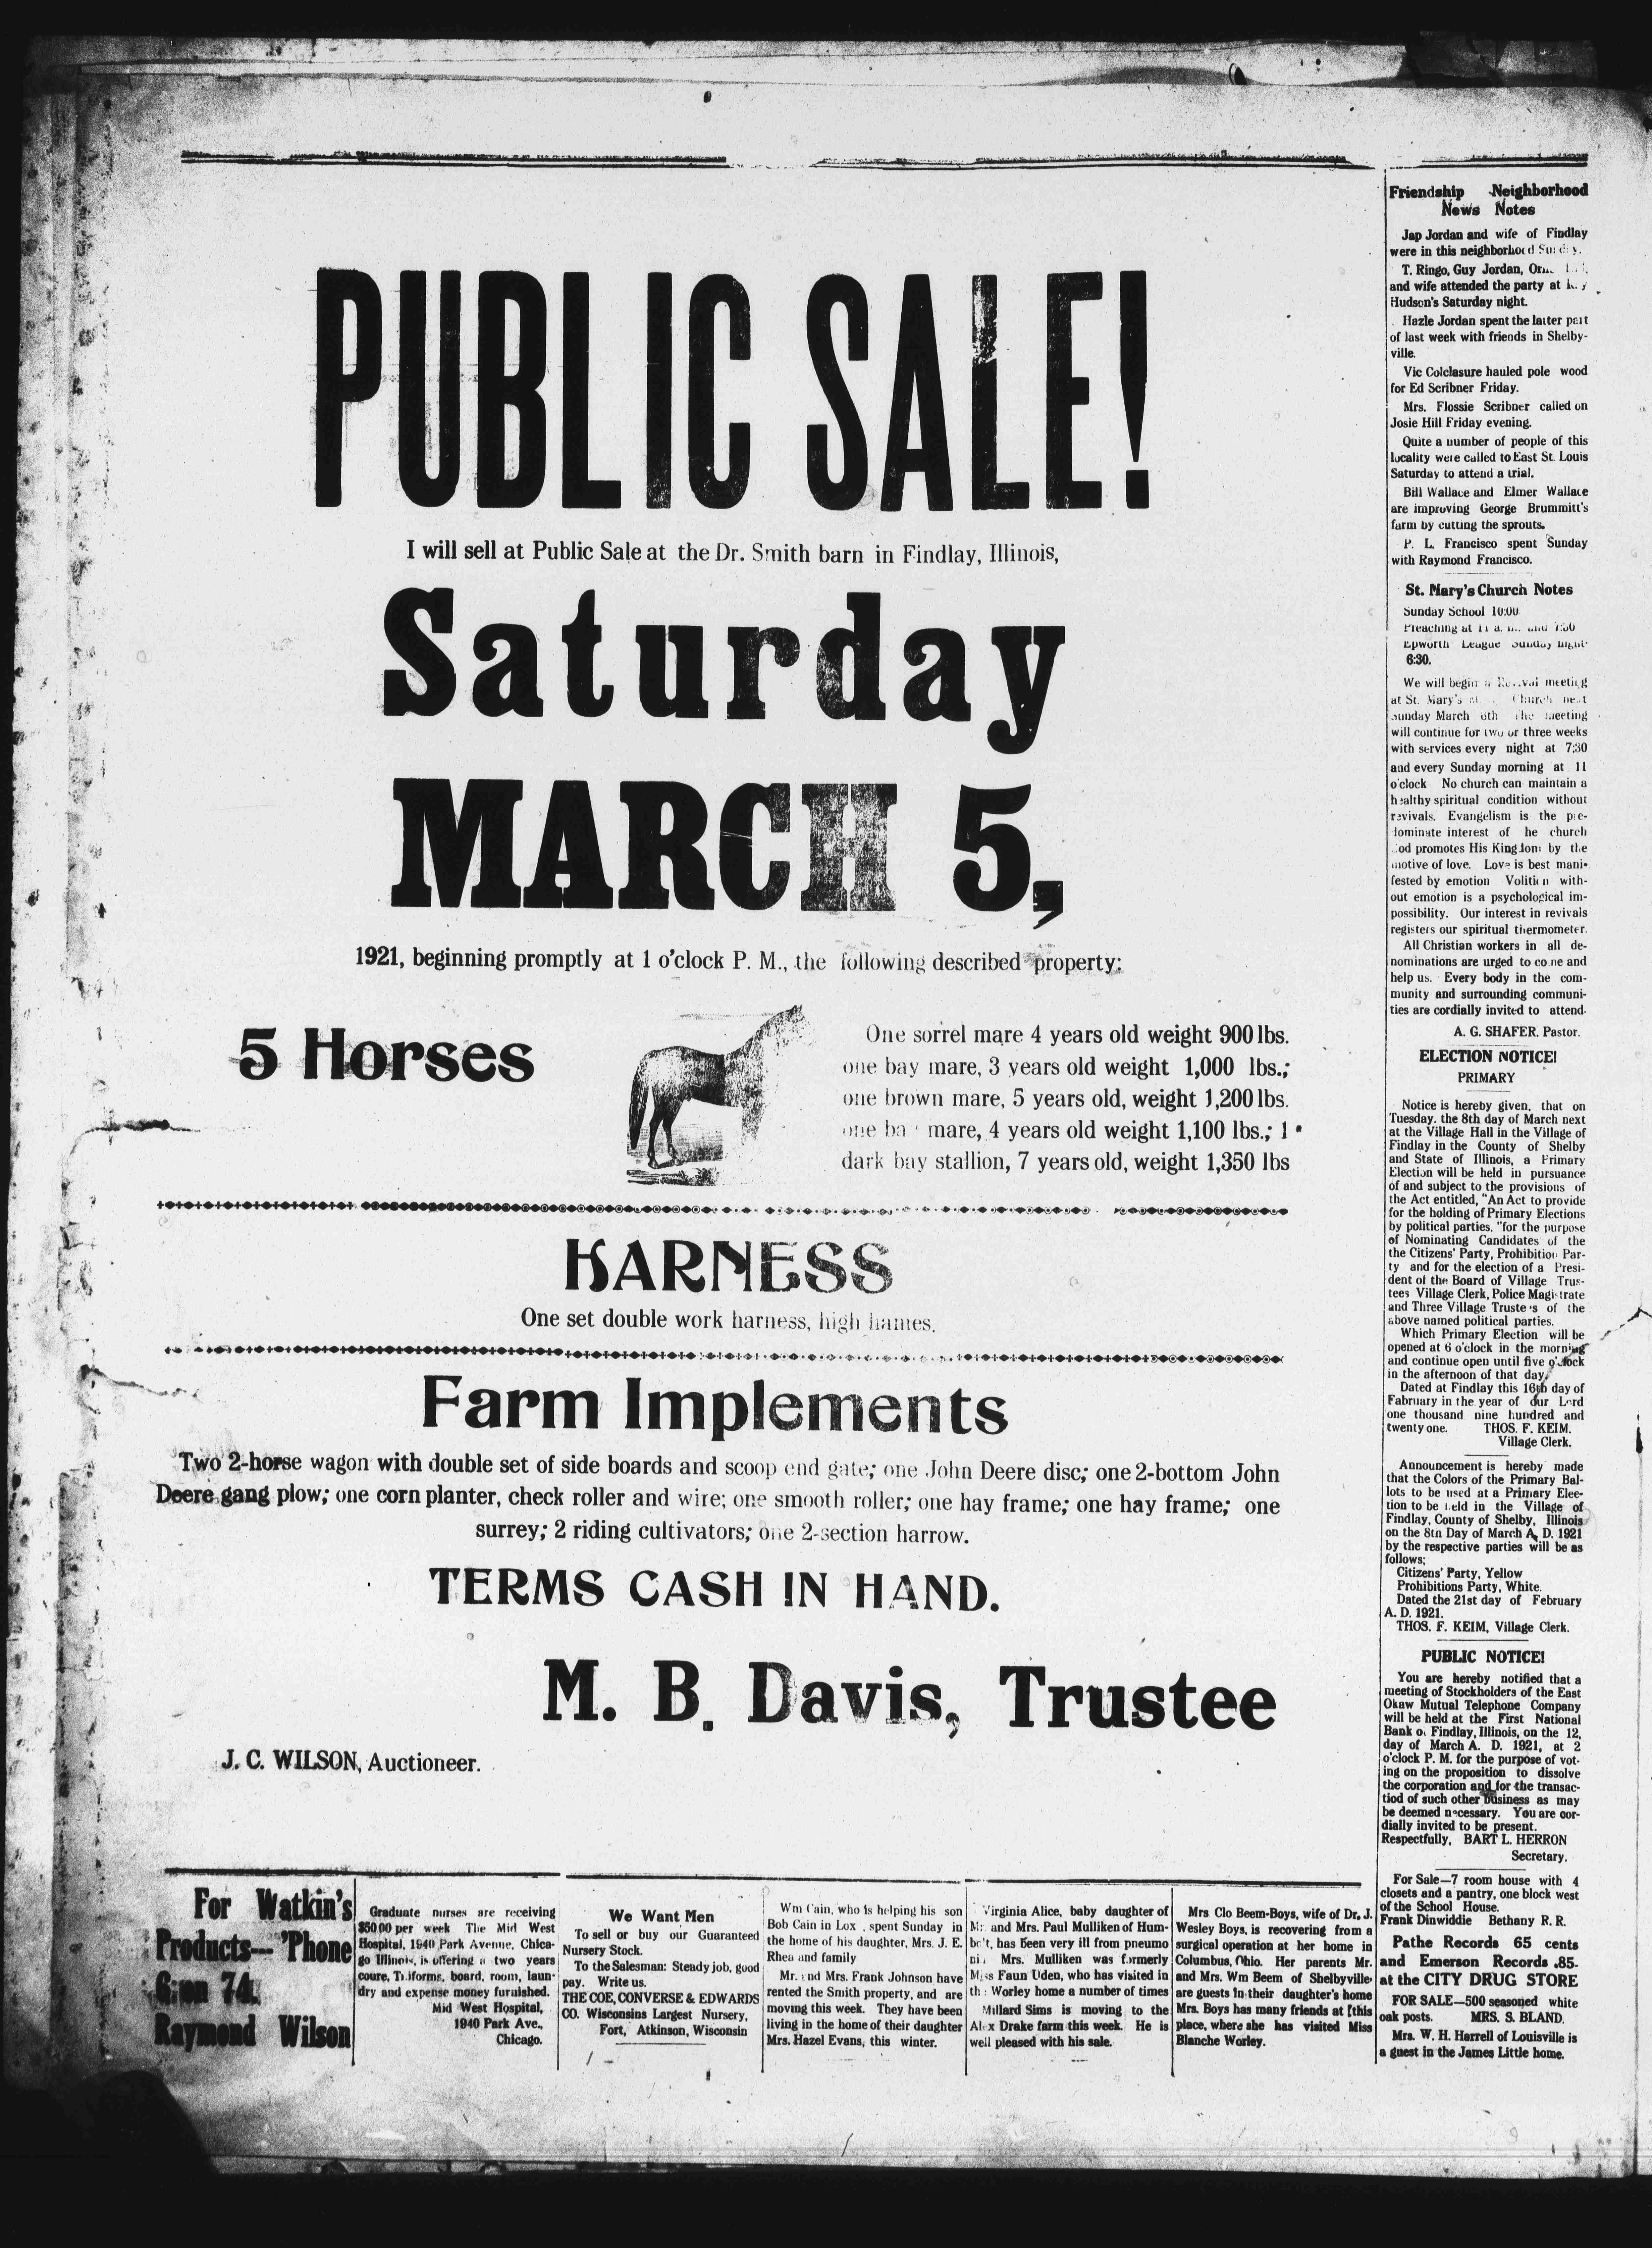 PUBLIC SALE!
I will sell at Public Sale at the Dr. Smith barn in Findlay, Illinois,
Saturday
MARCH 5,
1921, beginning promptly at 1 o'clock P. M., the following described property:
5 Horses
One sorrel mare 4 years old weight 900 lbs.
one bay mare, 3 years old weight 1,000 lbs.;
one brown mare, 5 years old, weight 1,200 lbs.
one mare, 4 years old weight 1,100 lbs.; 1
dark bay stallion, 7 years old, weight 1,350 lbs
HARNESS
One set double work harness, high hames.
Farm Implements
Two 2-horse wagon with double set of side boards and scoop end gate; one John Deere disc; one 2-bottom John
Deere gang plow; one corn planter, check roller and wire; one smooth roller; one hay frame; one hay frame; one
surrey; 2 riding cultivators; one 2-section harrow.
TERMS CASH IN HAND.
M. B. Davis, Trustee
J. C. WILSON, Auctioneer.
For Watkin's
Products--- 'Phone
74.
Raymond Wilson
Graduate nurses are receiving
$50.00 per week The Mid West
Hospital, 1940 Park Avenue, Chica-
go Illinois, is offering a two years
coure, board, room, laun-
dry and expense money furnished.
Mid West Hospital,
1940 Park Ave.,
Chicago.
We Want Men
To sell or buy our Guaranteed
Nursery Stock.
To the Salesman: Steady job, good
pay. Write us.
THE COE, CONVERSE & EDWARDS
CO. Wisconsins Largest Nursery,
Fort, Atkinson, Wisconsin
Wm Cain, who is helping his son
Bob Cain in Lox , spent Sunday in
the home of his daughter, Mrs. J. E.
Rhea and family
Mr. and Mrs. Frank Johnson have
rented the Smith property, and are
moving this week. They have been
living in the home of their daughter
Mrs. Hazel Evans, this winter.
Virginia Alice, baby daughter of
Mr. and Mrs. Paul Mulliken of Hum-
bo't, has been very ill from pneumo
Mrs. Mulliken was formerly
Miss Faun Uden, who has visited in
the Worley home a number of times
Millard Sims is moving to the
Alex Drake farm this week. He is
well pleased with his sale.
Mrs Clo Beem-Boys, wife of Dr. J.
Wesley Boys, is recovering from a
surgical operation at her home in
Columbus, Ohio. Her parents Mr.
and Mrs. Wm Beem of Shelbyville
are guests in their daughter's home
Mrs. Boys has many friends at this
place, where she has visited Miss
Blanche Worley.
Friendship Neighborhood
News Notes
Jap Jordan and wife of Findlay
were in this neighborhood
T. Ringo, Guy Jordan,
and wife attended the party at
Hudson's Saturday night.
Hazle Jordan spent the latter part
of last week with friends in Shelby-
ville.
Vic Colclasure hauled pole wood
for Ed Scribner Friday.
Mrs. Flossie Scribner called on
Josie Hill Friday evening.
Quite a number of people of this
locality were called to East St. Louis
Saturday to attend a trial.
Bill Wallace and Elmer Wallace
are improving George Brummitt's
farm by cutting the sprouts.
P. L. Francisco spent Sunday
with Raymond Francisco.
St. Mary's Church Notes
Sunday School 10:00
Preaching at 11 a. m. and 7:30
Epworth League Sunday night
6:30.
We will begin a Revival meeting
at St. Mary's Church next
Sunday March 6th The meeting
will continue for two or three weeks
with services every night at 7:30
and every Sunday morning at 11
o'clock No church can maintain a
healthy spiritual condition without
revivals. Evangelism is the pre-
dominate interest of he church
God promotes His Kingdom by the
motive of love. Love is best mani-
fested by emotion Volition with-
out emotion is a psychological im-
possibility. Our interest in revivals
registers our spiritual thermometer.
All Christian workers in all de-
nominations are urged to come and
help us. Every body in the com-
munity and surrounding communi-
ties are cordially invited to attend.
A. G. SHAFER. Pastor.
ELECTION NOTICE!
PRIMARY
Notice is hereby given, that on
Tuesday. the 8th day of March next
at the Village Hall in the Village of
Findlay in the County of Shelby
and State of Illinois, a Primary
Election will be held in pursuance
of and subject to the provisions of
the Act entitled, "An Act to provide
for the holding of Primary Elections
by political parties, "for the purpose
of Nominating Candidates of the
the Citizens' Party, Prohibition Par-
ty and for the election of a Presi-
dent of the Board of Village Trus-
tees Village Clerk, Police Magistrate
and Three Village Trustees of the
above named political parties.
Which Primary Election will be
opened at 6 o'clock in the morning
and continue open until five o'clock
in the afternoon of that day.
Dated at Findlay this 16th day of
Fabruary in the year of our Lord
one thousand nine hundred and
twenty one. THOS. F. KEIM.
Village Clerk.
Announcement is hereby made
that the Colors of the Primary Bal-
lots to be used at a Primary Elec-
tion to be held in the Village of
Findlay, County of Shelby, Illinois
on the 8th Day of March A. D. 1921
by the respective parties will be as
follows;
Citizens' Party, Yellow
Prohibitions Party, White.
Dated the 21st day of February
A. D. 1921.
THOS. F. KEIM, Village Clerk.
PUBLIC NOTICE!
You are hereby notified that a
meeting of Stockholders of the East
Okaw Mutual Telephone Company
will be held at the First National
Bank of Findlay, Illinois, on the 12,
day of March A. D. 1921, at 2
o'clock P. M. for the purpose of vot-
ing on the proposition to dissolve
the corporation and for the transac-
tiod of such other business as may
be deemed necessary. You are cor-
dially invited to be present.
Respectfully, BART L. HERRON
Secretary.
For Sale—7 room house with 4
closets and a pantry, one block west
of the School House.
Frank Dinwiddie Bethany R. R.
Pathe Records 65 cents
and Emerson Records .85-
at the CITY DRUG STORE
FOR SALE—500 seasoned white
oak posts. MRS. S. BLAND.
Mrs. W. H. Harrell of Louisville is
a guest in the James Little home.